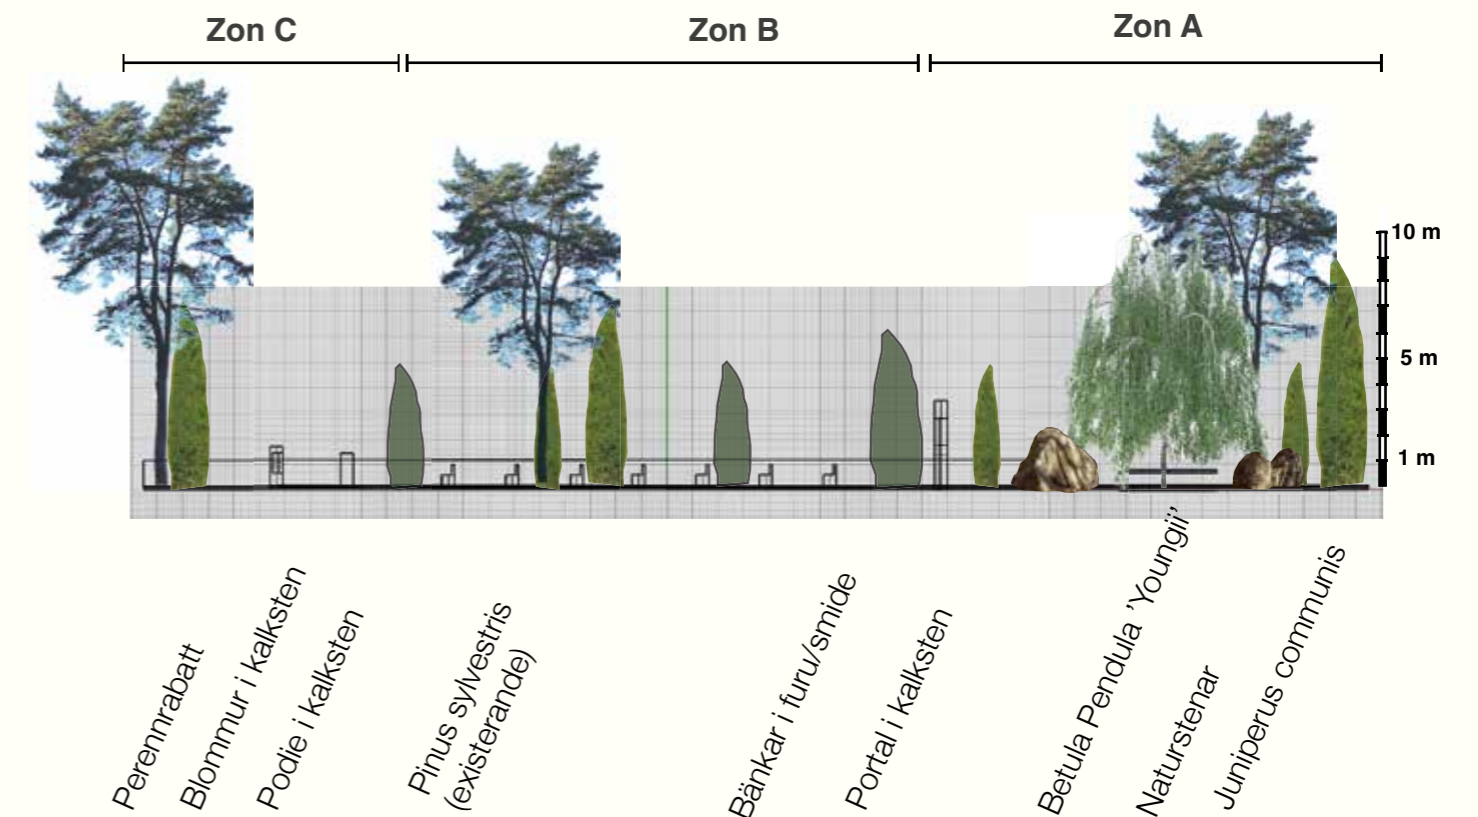 Zon C
Zon B
Zon A
10 m
5 m
1 m
Perennrabatt
Blommur i kalksten
Podie i kalksten
Pinus sylvestris
(existerande)
Bänkar i furu/smide
Portal i kalksten
Betula Pendula ’Youngii’
Naturstenar
Juniperus communis